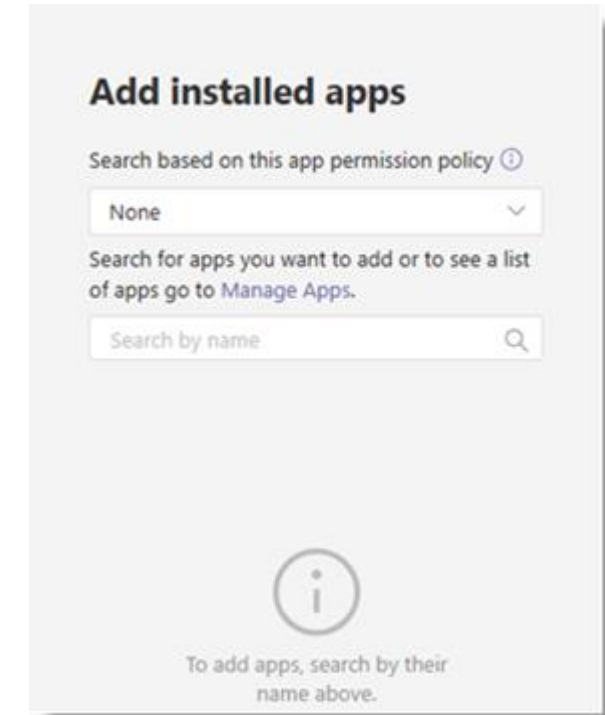 Add installed apps
Search based on this app permission policy
None
Search for apps you want to add or to see a list
of apps go to Manage Apps.
Search by name
To add apps, search by their
name above.